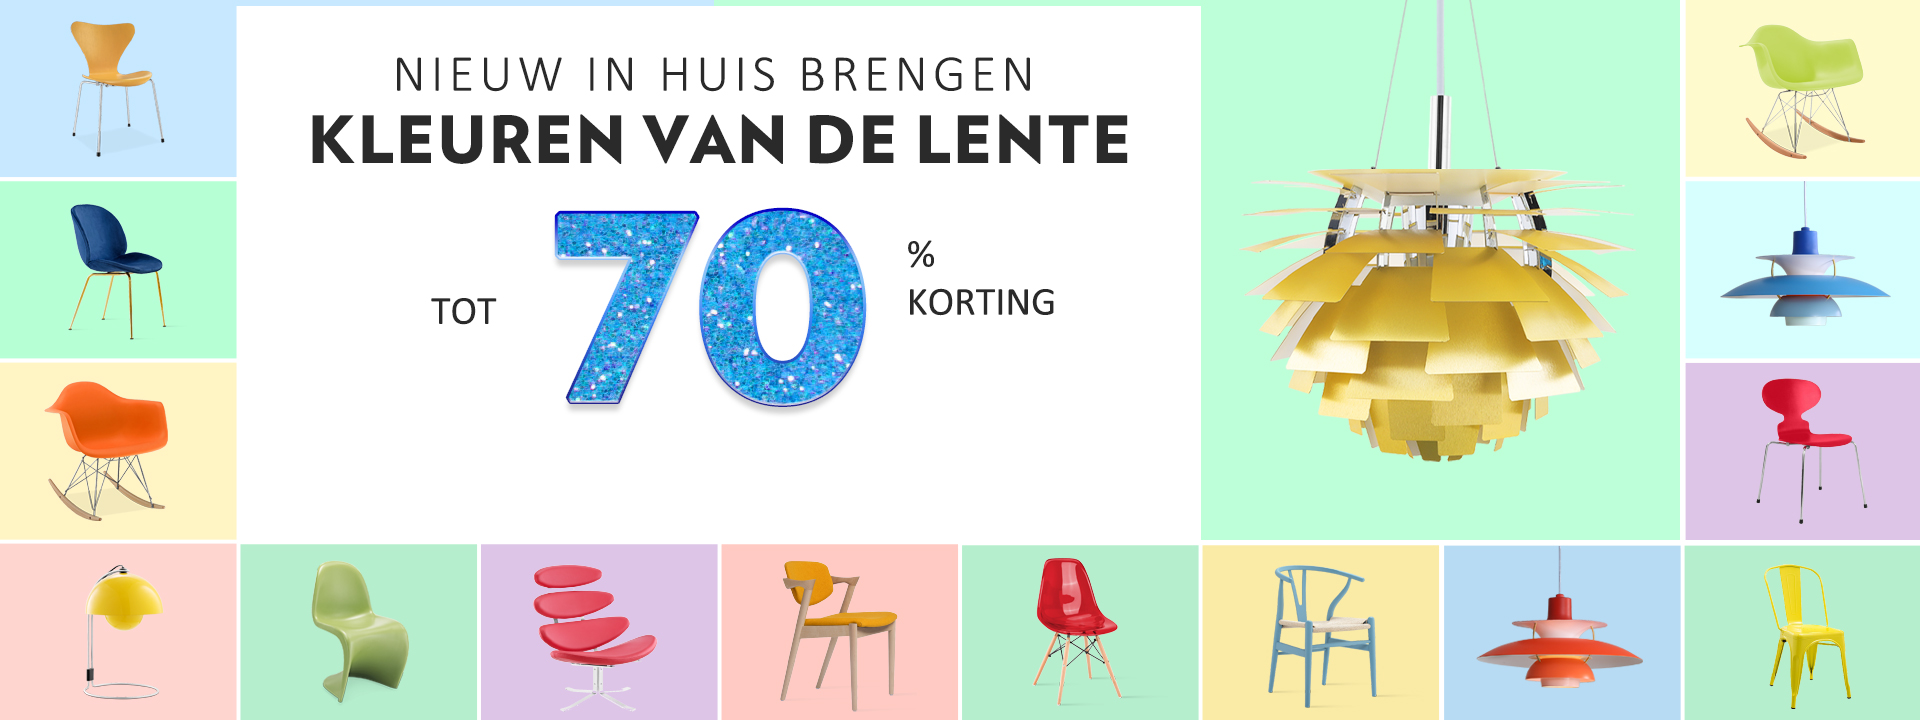 NIEUW IN HUIS BRENGEN
KLEUREN VAN DE LENTE
TOT 70 %
KORTING